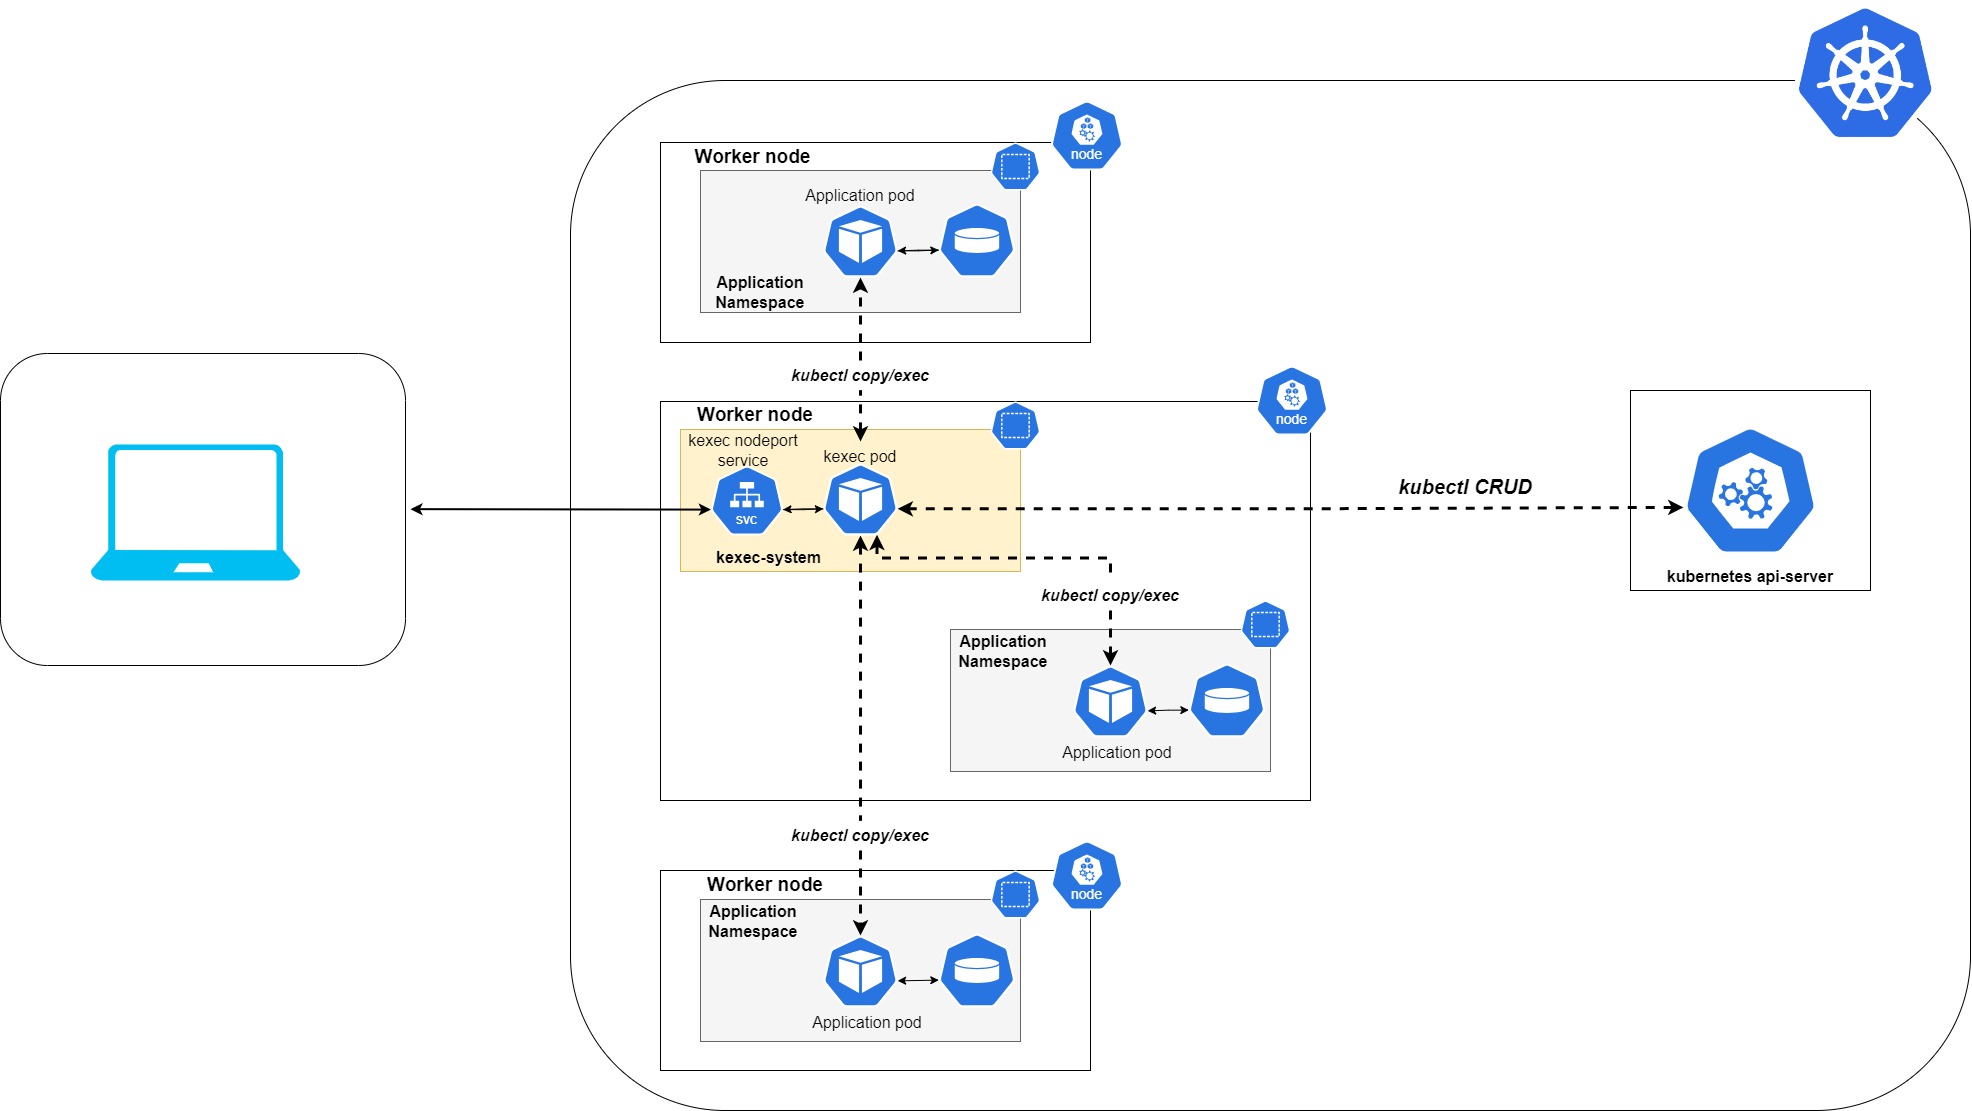 node
Worker node
Application pod
Application
Namespace
kubectl copy/exec
node
Worker node
kexec nodeport
service
kexec pod
svc
kexec-system
kubectl CRUD
kubernetes api-server
kubectl copy/exec
Application
Namespace
Application pod
kubectl copy/exec
node
Worker node
Application
Namespace
Application pod